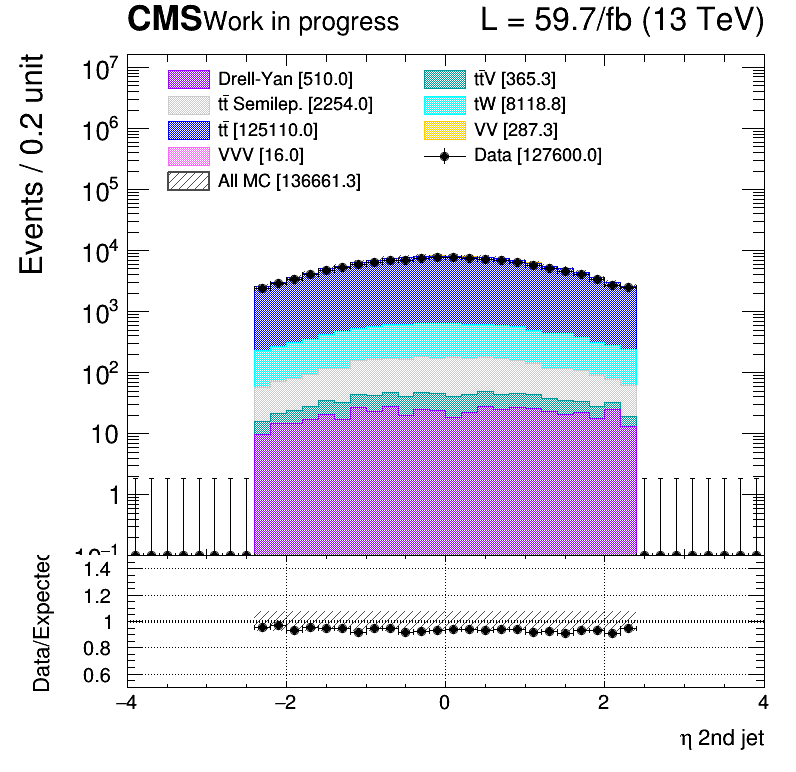 CMS Work in progress L = 59.7/fb (13 TeV)
Events / 0.2 unit
10⁷
10⁶
10⁵
10⁴
10³
10²
10
1
10⁻¹
Drell-Yan [510.0]
tt̄ Semilep. [2254.0]
tt̄ [125110.0]
VVV [16.0]
All MC [136661.3]
tt̄V [365.3]
tW [8118.8]
VV [287.3]
Data [127600.0]
Data/Expected
1.4
1.2
1
0.8
0.6
−4 −2 0 2 4
η 2nd jet